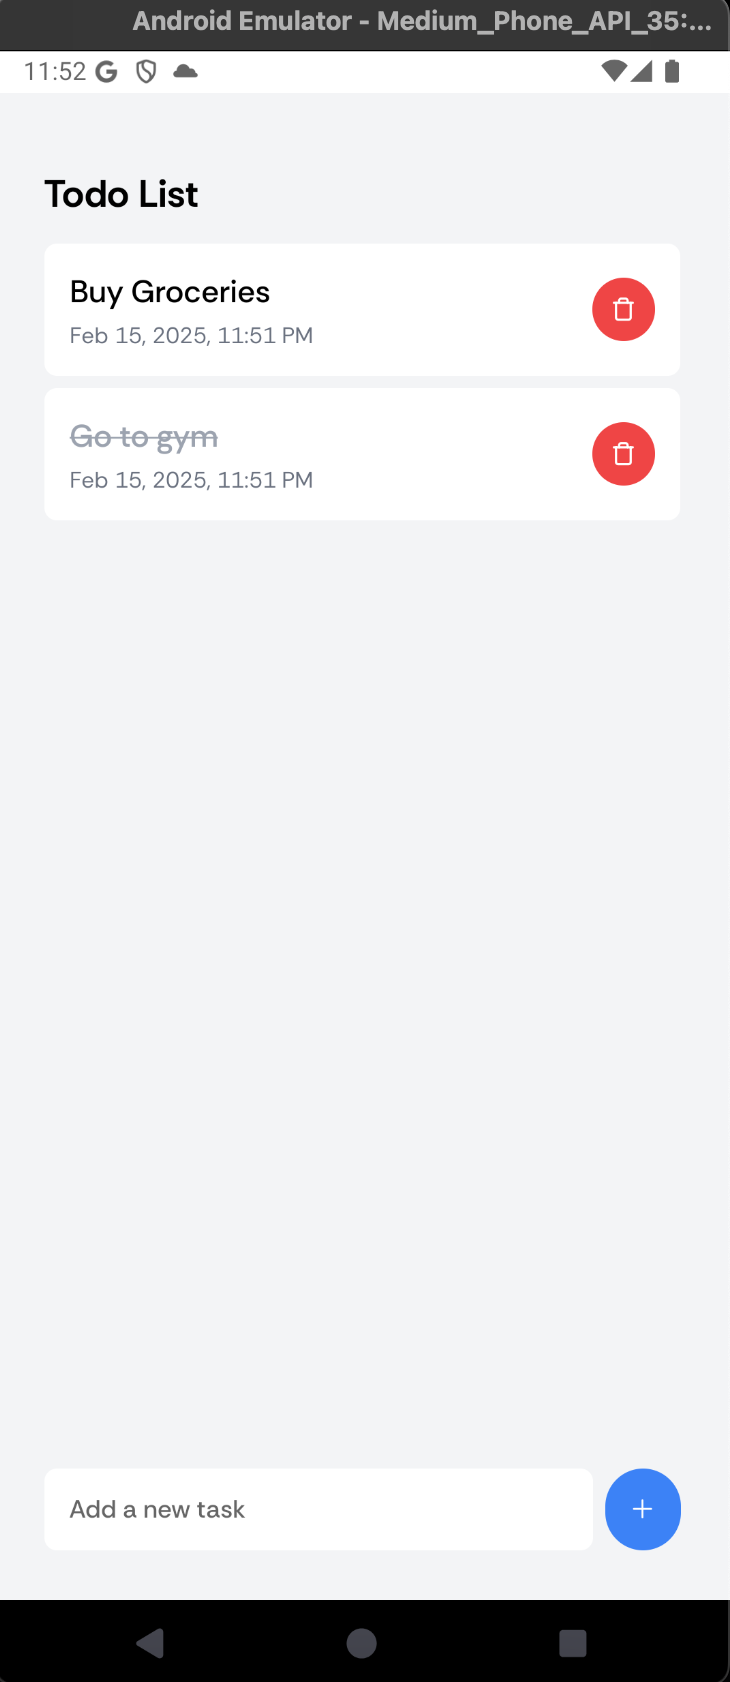 Android Emulator - Medium_Phone_API_35:...
11:52
Todo List
Buy Groceries
Feb 15, 2025, 11:51 PM
Go to gym
Feb 15, 2025, 11:51 PM
Add a new task